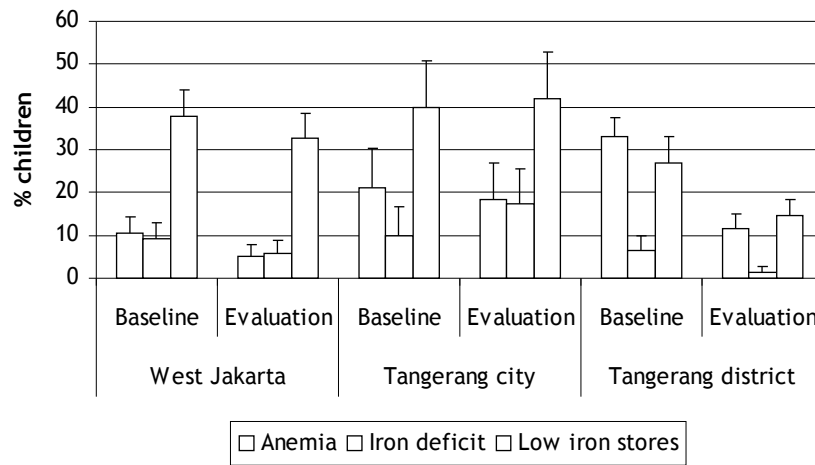 60
50
40
30
20
10
0
% children
Baseline Evaluation Baseline Evaluation Baseline Evaluation
West Jakarta Tangerang city Tangerang district
Anemia Iron deficit Low iron stores